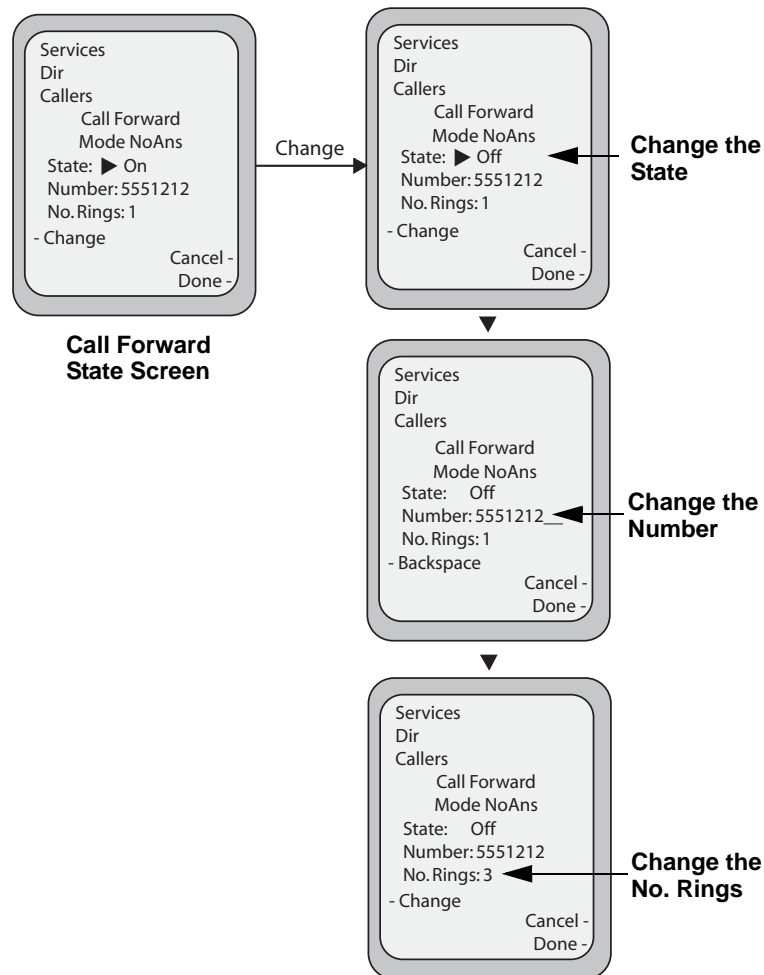 Services
Dir
Callers
Call Forward
Mode NoAns
State: ▶ On
Number: 5551212
No. Rings: 1
- Change
Cancel -
Done -
Call Forward
State Screen
Change
Services
Dir
Callers
Call Forward
Mode NoAns
State: ▶ Off
Number: 5551212
No. Rings: 1
- Change
Cancel -
Done -
Change the
State
Services
Dir
Callers
Call Forward
Mode NoAns
State: Off
Number: 5551212__
No. Rings: 1
- Backspace
Cancel -
Done -
Change the
Number
Services
Dir
Callers
Call Forward
Mode NoAns
State: Off
Number: 5551212
No. Rings: 3
- Change
Cancel -
Done -
Change the
No. Rings